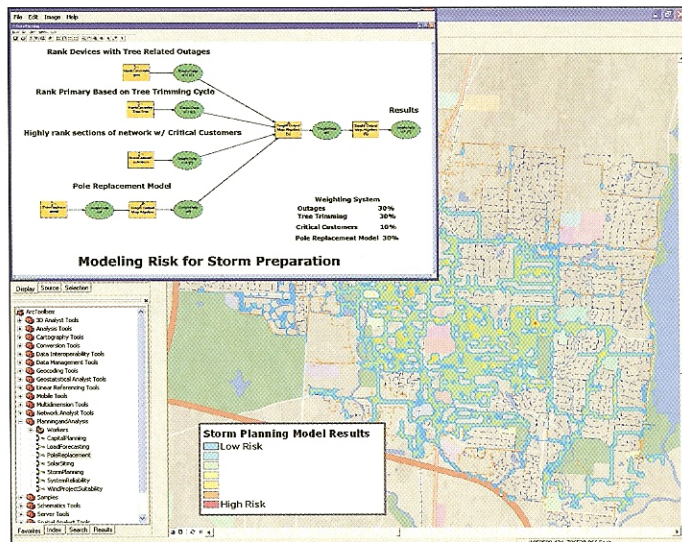 File Edit Image Help
Rank Devices with Tree Related Outages
Rank Primary Based on Tree Trimming Cycle
Results
Highly rank sections of network w/ Critical Customers
Pole Replacement Model
Weighting System
Outages 30%
Tree Trimming 30%
Critical Customers 10%
Pole Replacement Model 30%
Modeling Risk for Storm Preparation
Display Source Selection
ArcToolbox
3D Analyst Tools
Analysis Tools
Cartography Tools
Conversion Tools
Data Interoperability Tools
Data Management Tools
Geocoding Tools
Geostatistical Analyst Tools
Linear Referencing Tools
Mobile Tools
Multidimension Tools
Network Analyst Tools
PlanningandAnalysis
Workers
CapitalPlanning
LoadForecasting
PoleReplacement
SolarSiting
StormPlanning
SystemReliability
WindProjectSuitability
Samples
Schematics Tools
Server Tools
Spatial Analyst Tools
Favorites Index Search Results
Storm Planning Model Results
Low Risk
High Risk